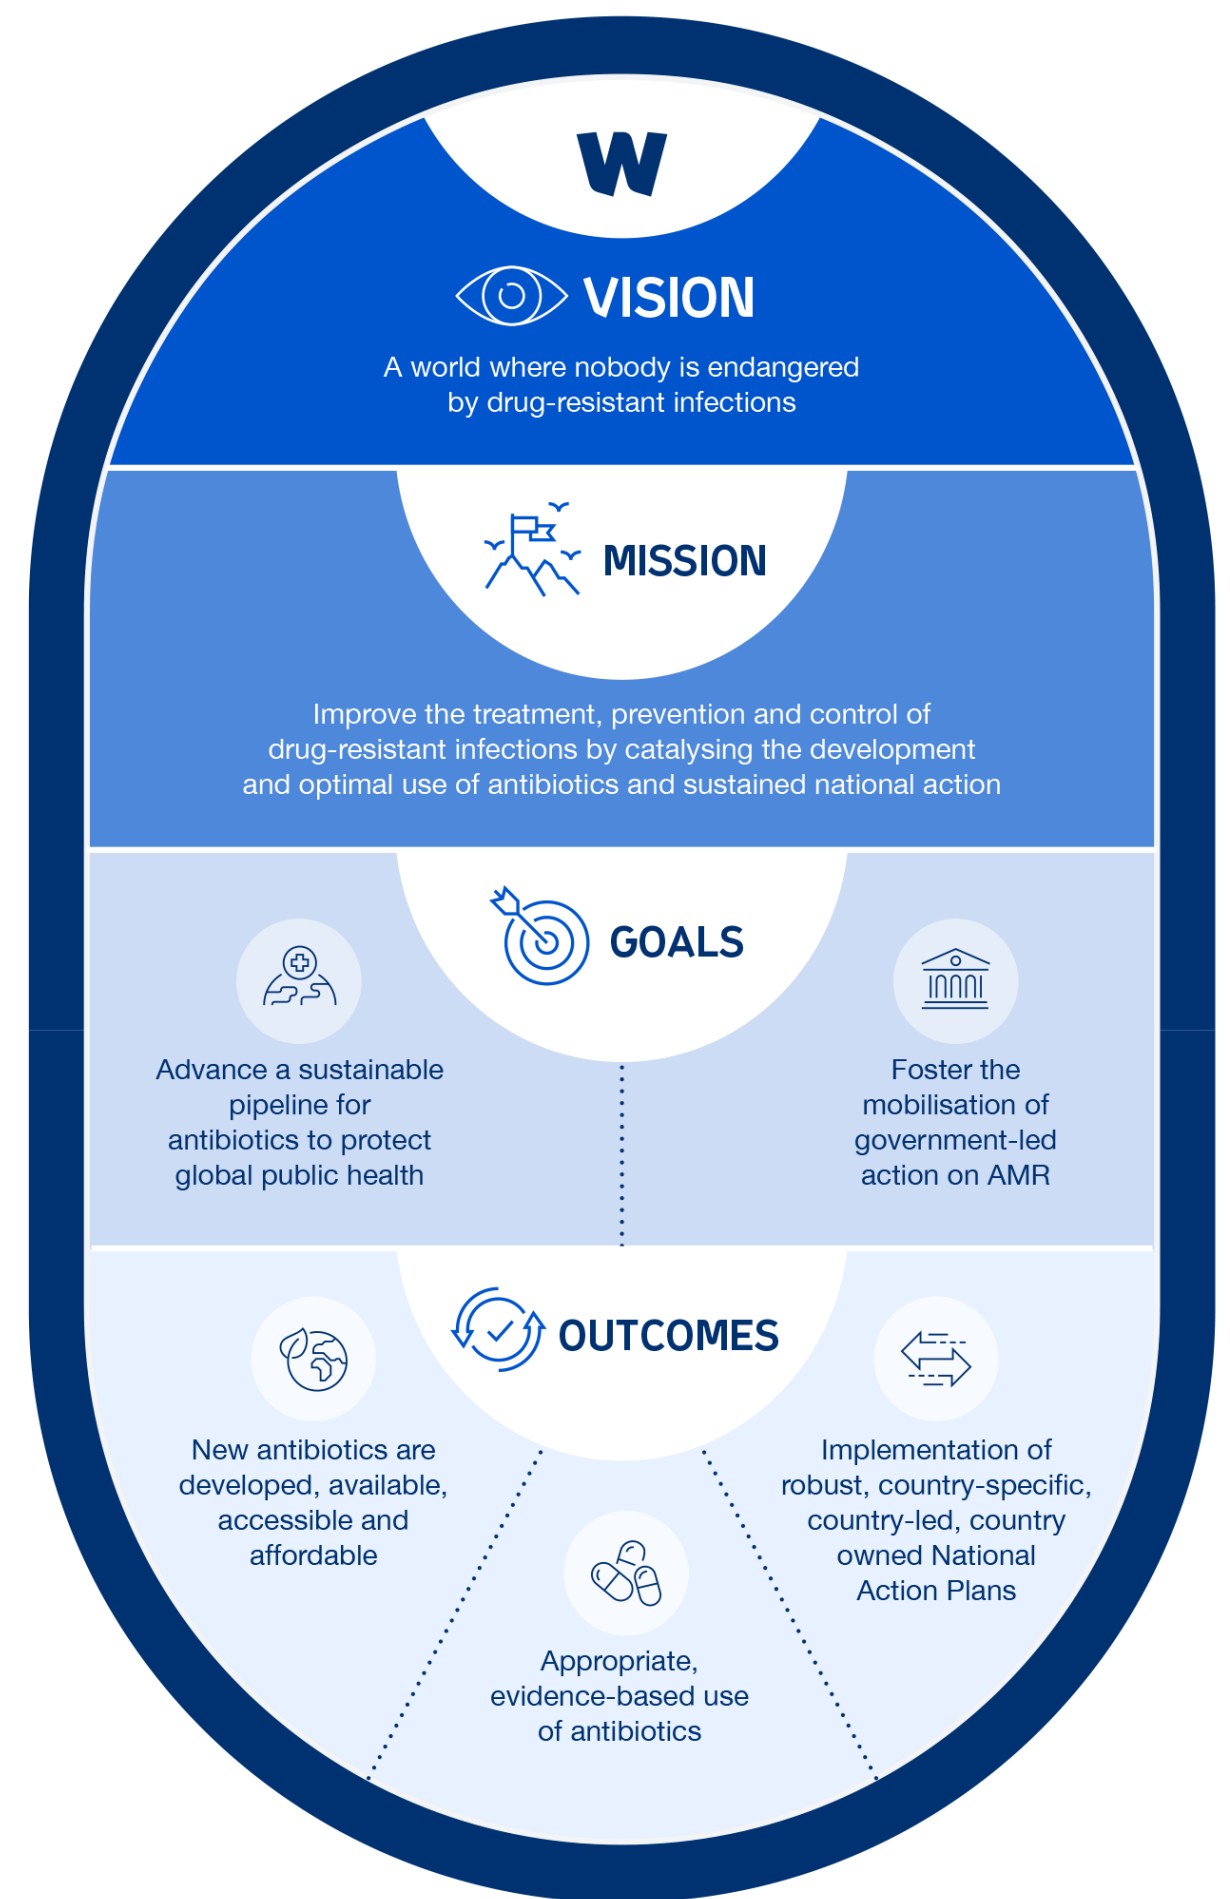 W
VISION
A world where nobody is endangered
by drug-resistant infections
MISSION
Improve the treatment, prevention and control of
drug-resistant infections by catalysing the development
and optimal use of antibiotics and sustained national action
GOALS
Advance a sustainable
pipeline for
antibiotics to protect
global public health
Foster the
mobilisation of
government-led
action on AMR
OUTCOMES
New antibiotics are
developed, available,
accessible and
affordable
Appropriate,
evidence-based use
of antibiotics
Implementation of
robust, country-specific,
country-led, country
owned National
Action Plans